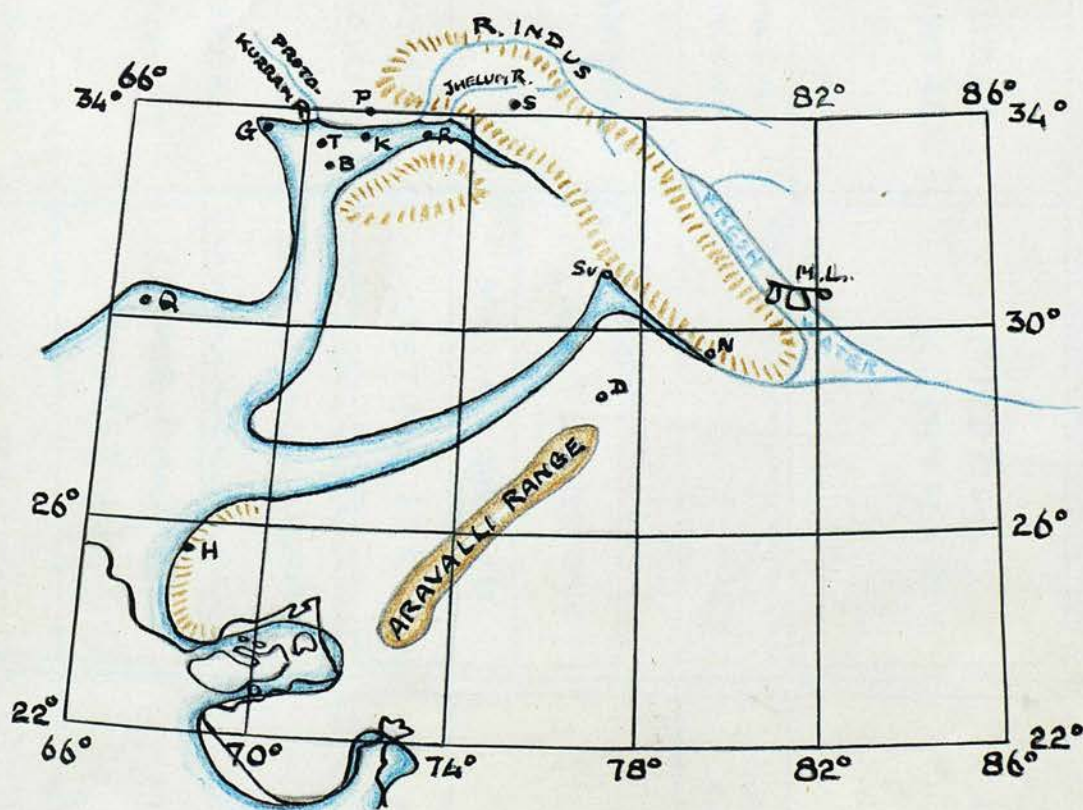 R. INDUS
PROTO-
KURRAM R.
JHELUM R.
66°
34°
82°
86°
34°
P
S
G
T
K
R
B
FRESH
WATER
M.L.
Su
Q
30°
N
D
ARAVALLI RANGE
26°
26°
H
22°
66°
70°
74°
78°
82°
86°
22°